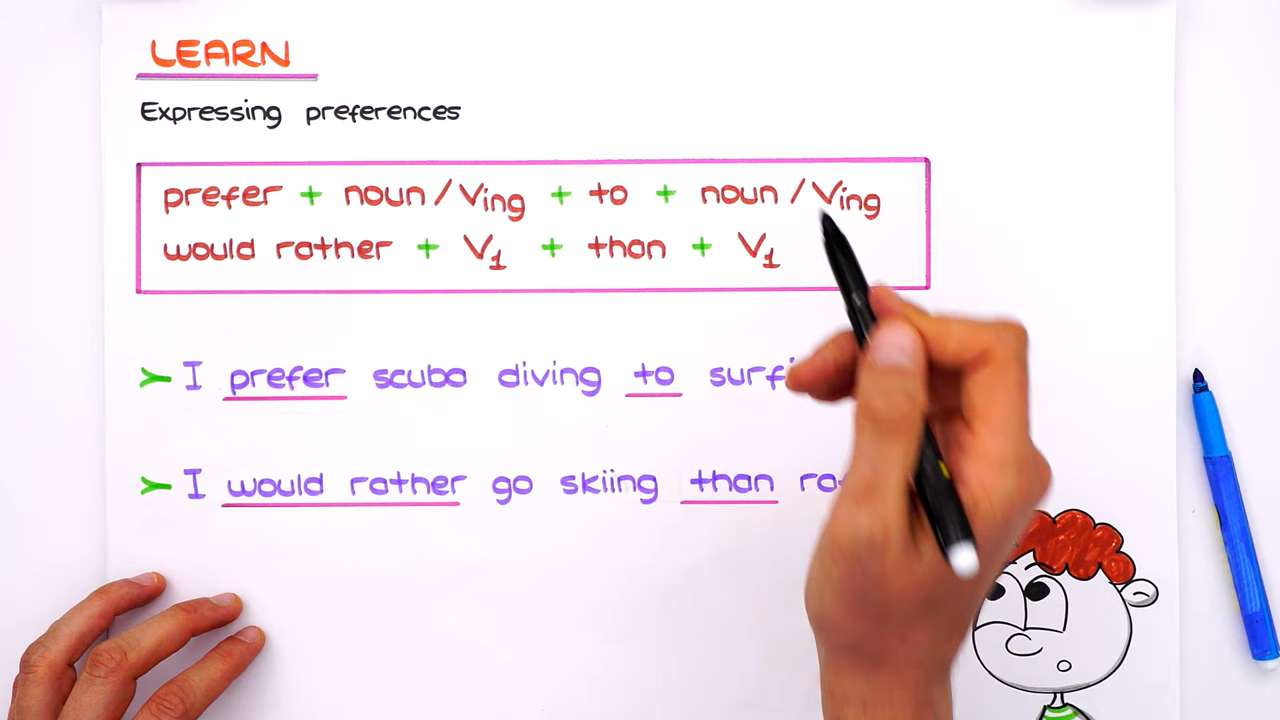 LEARN
Expressing preferences
prefer + noun / Ving + to + noun / Ving
would rather + V1 + than + V1
➢ I prefer scuba diving to
➢ I would rather go skiing than